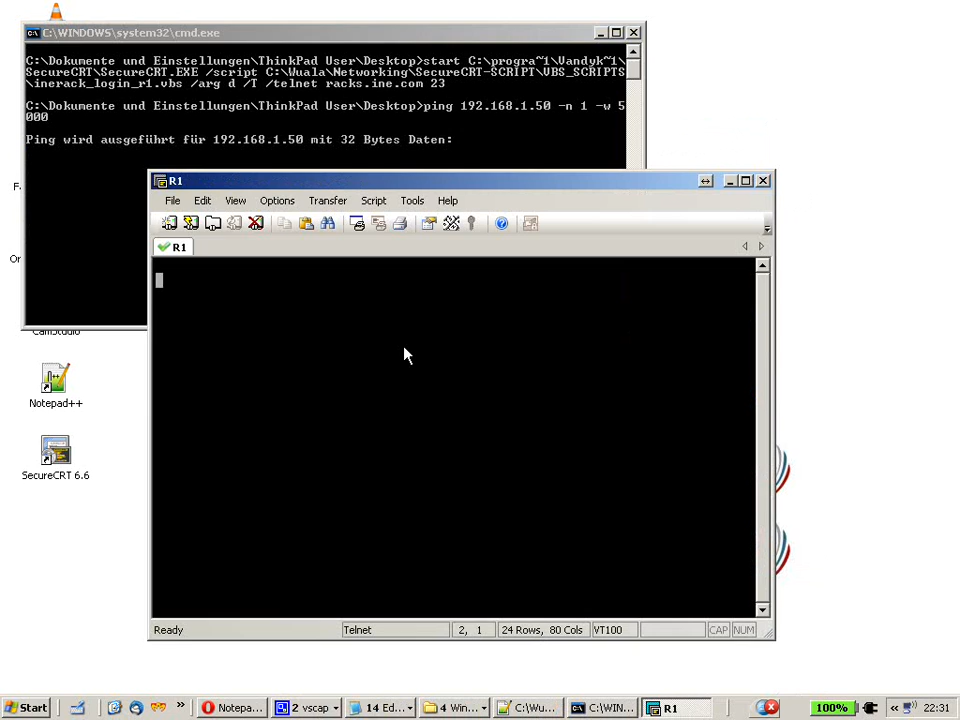 C:\WINDOWS\system32\cmd.exe
C:\Dokumente und Einstellungen\ThinkPad User\Desktop>start C:\progra~1\Vandyk~1\
SecureCRT\SecureCRT.EXE /script C:\Wuala\Networking\SecureCRT-SCRIPT\VBS_SCRIPTS
\inerack_login_r1.vbs /arg d /T /telnet racks.ine.com 23
C:\Dokumente und Einstellungen\ThinkPad User\Desktop>ping 192.168.1.50 -n 1 -w 5
000
Ping wird ausgeführt für 192.168.1.50 mit 32 Bytes Daten:
R1
File Edit View Options Transfer Script Tools Help
R1
CamStudio
Notepad++
SecureCRT 6.6
Ready Telnet 2, 1 24 Rows, 80 Cols VT100 CAP NUM
Start Notepa... 2 vscap 14 Ed... 4 Win... C:\Wu... C:\WIN... R1 100% 22:31